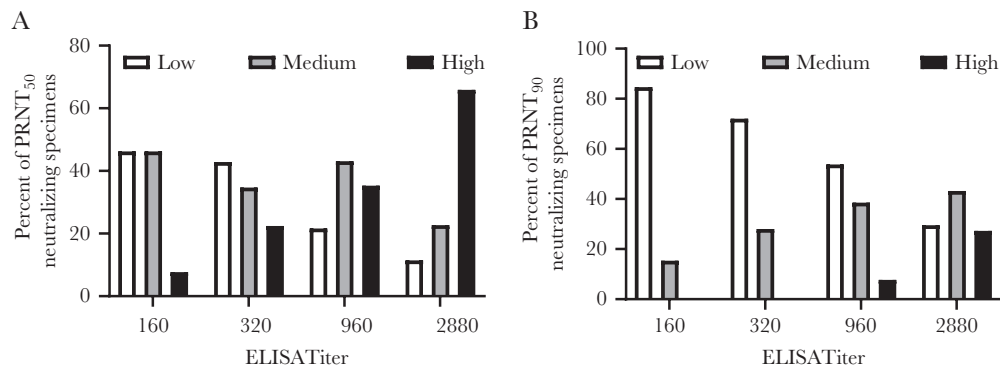 A
80
60
40
20
0
Percent of PRNT50
neutralizing specimens
Low Medium High
160 320 960 2880
ELISATiter
B
100
80
60
40
20
0
Percent of PRNT90
neutralizing specimens
Low Medium High
160 320 960 2880
ELISATiter